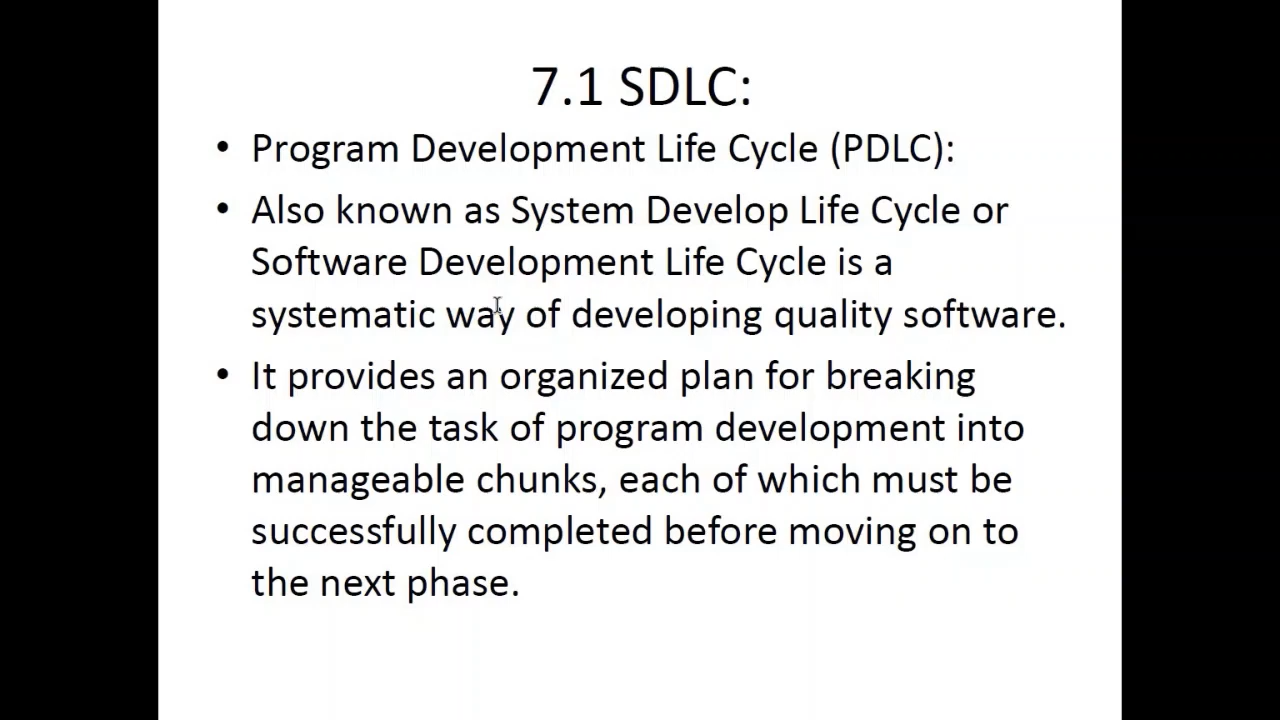 7.1 SDLC:
• Program Development Life Cycle (PDLC):
• Also known as System Develop Life Cycle or
Software Development Life Cycle is a
systematic way of developing quality software.
• It provides an organized plan for breaking
down the task of program development into
manageable chunks, each of which must be
successfully completed before moving on to
the next phase.